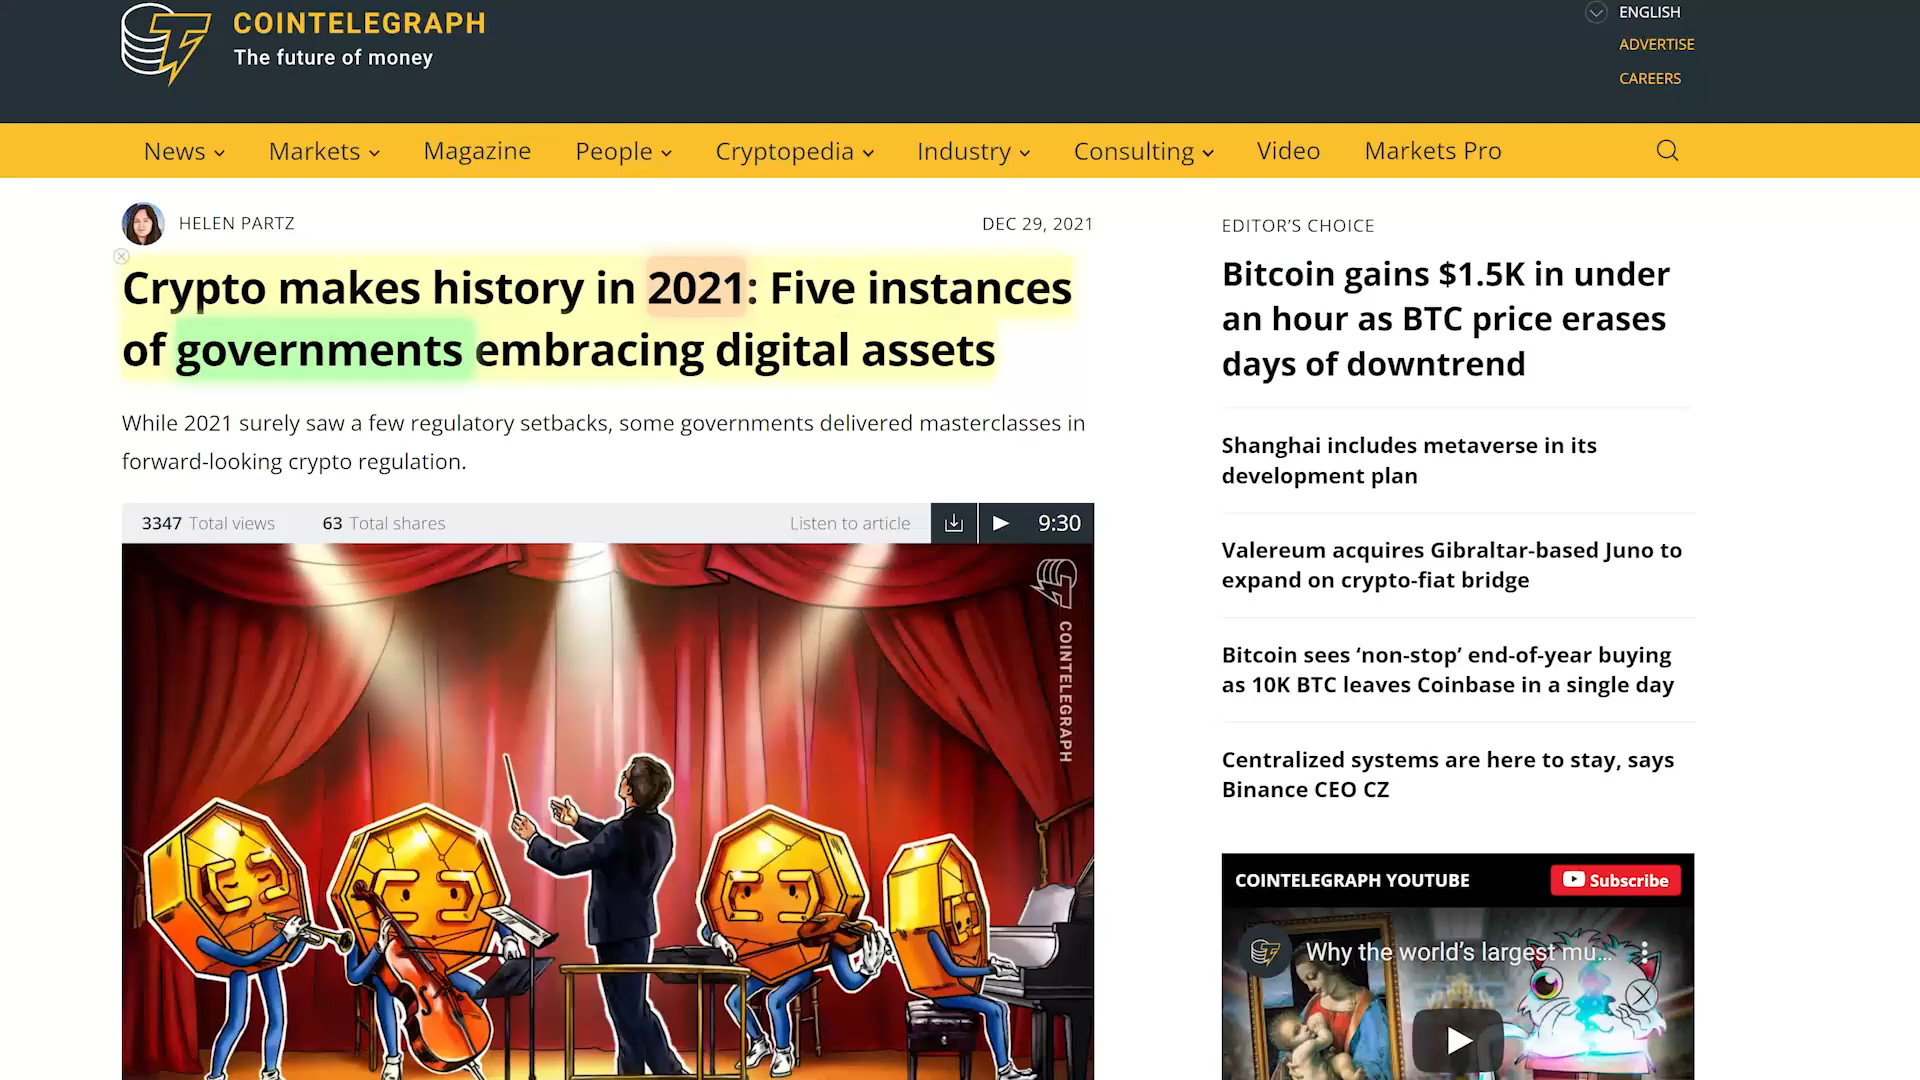 COINTELEGRAPH
The future of money
ENGLISH
ADVERTISE
CAREERS
News
Markets
Magazine
People
Cryptopedia
Industry
Consulting
Video
Markets Pro
HELEN PARTZ
DEC 29, 2021
Crypto makes history in 2021: Five instances
of governments embracing digital assets
While 2021 surely saw a few regulatory setbacks, some governments delivered masterclasses in
forward-looking crypto regulation.
3347 Total views
63 Total shares
Listen to article
9:30
COINTELEGRAPH
EDITOR’S CHOICE
Bitcoin gains $1.5K in under
an hour as BTC price erases
days of downtrend
Shanghai includes metaverse in its
development plan
Valereum acquires Gibraltar-based Juno to
expand on crypto-fiat bridge
Bitcoin sees ‘non-stop’ end-of-year buying
as 10K BTC leaves Coinbase in a single day
Centralized systems are here to stay, says
Binance CEO CZ
COINTELEGRAPH YOUTUBE
Subscribe
Why the world’s largest mu...